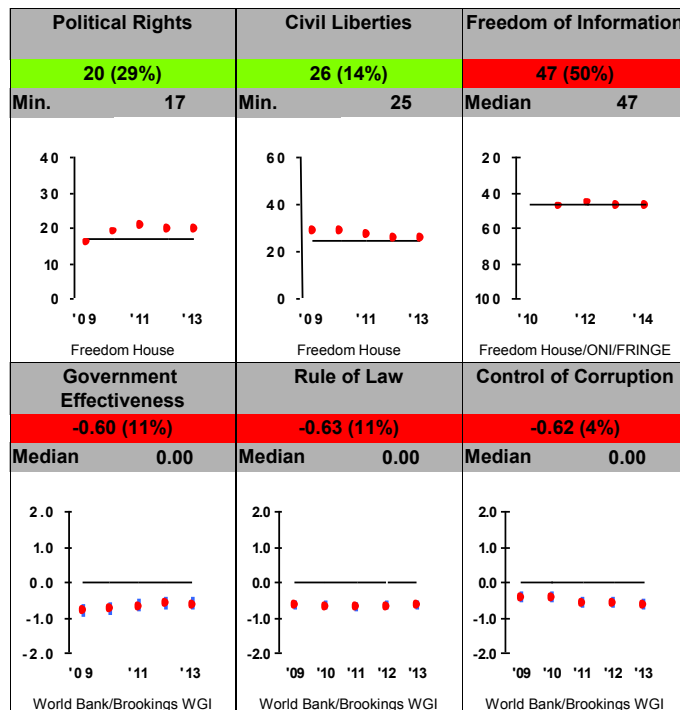 Political Rights
20 (29%)
Min. 17
40
30
20
10
0
'09 '11 '13
Freedom House
Civil Liberties
26 (14%)
Min. 25
60
40
20
0
'09 '11 '13
Freedom House
Freedom of Information
47 (50%)
Median 47
20
40
60
80
100
'10 '12 '14
Freedom House/ONI/FRINGE
Government
Effectiveness
-0.60 (11%)
Median 0.00
2.0
1.0
0.0
-1.0
-2.0
'09 '11 '13
World Bank/Brookings WGI
Rule of Law
-0.63 (11%)
Median 0.00
2.0
1.0
0.0
-1.0
-2.0
'09 '10 '11 '12 '13
World Bank/Brookings WGI
Control of Corruption
-0.62 (4%)
Median 0.00
2.0
1.0
0.0
-1.0
-2.0
'09 '10 '11 '12 '13
World Bank/Brookings WGI